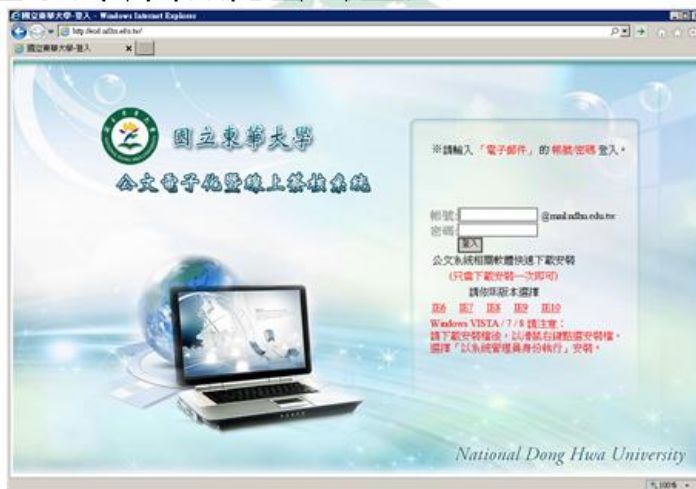 國立東華大學-登入 - Windows Internet Explorer
國立東華大學-登入
國立東華大學
公文電子化暨線上簽核系統
※請輸入「電子郵件」的 帳號/密碼 登入。
帳號: @mail.ndhu.edu.tw
密碼:
登入
公文系統相關軟體快速下載安裝
(只需下載安裝一次即可)
請依IE版本選擇
IE6 IE7 IE8 IE9 IE10
Windows VISTA / 7 / 8 請注意：
請下載安裝檔後，以滑鼠右鍵點選安裝檔，
選擇「以系統管理員身份執行」安裝。
National Dong Hwa University
100%